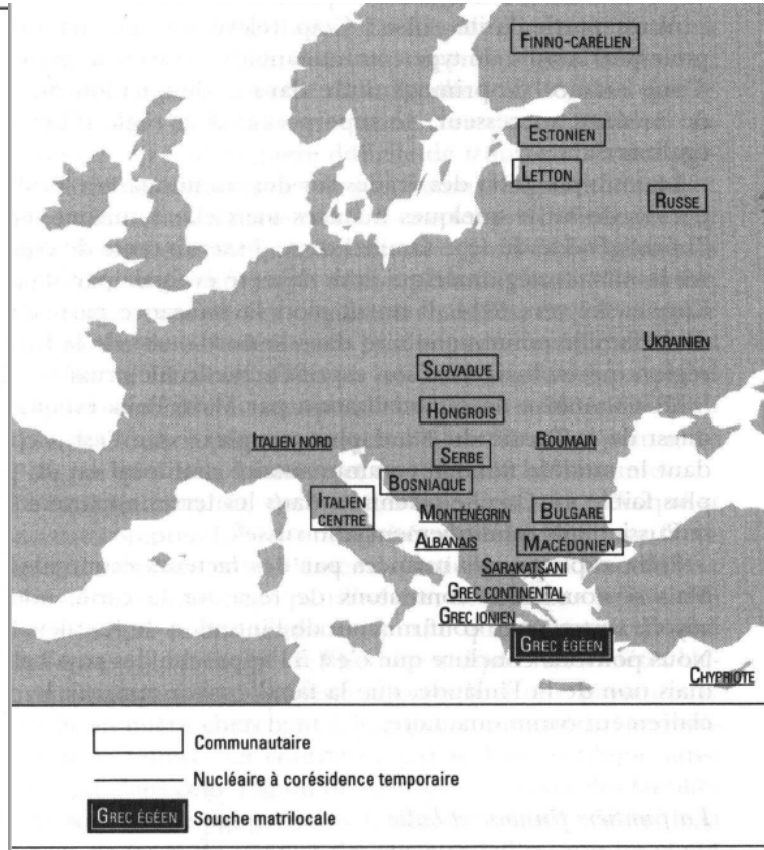 FINNO-CARÉLIEN
ESTONIEN
LETTON
RUSSE
UKRAINIEN
SLOVAQUE
HONGROIS
ITALIEN NORD
ROUMAIN
SERBE
BOSNIAQUE
ITALIEN
CENTRE
MONTÉNÉGRIN
BULGARE
ALBANAIS
MACÉDONIEN
SARAKATSANI
GREC CONTINENTAL
GREC IONIEN
GREC ÉGÉEN
CHYPRIOTE
Communautaire
Nucléaire à corésidence temporaire
GREC ÉGÉEN Souche matrilocale